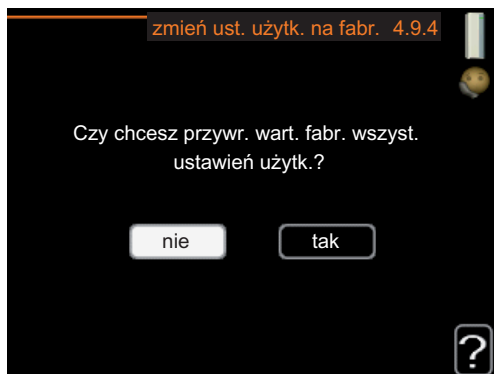 zmień ust. użytk. na fabr. 4.9.4
Czy chcesz przywr. wart. fabr. wszyst.
ustawień użytk.?
nie tak
?